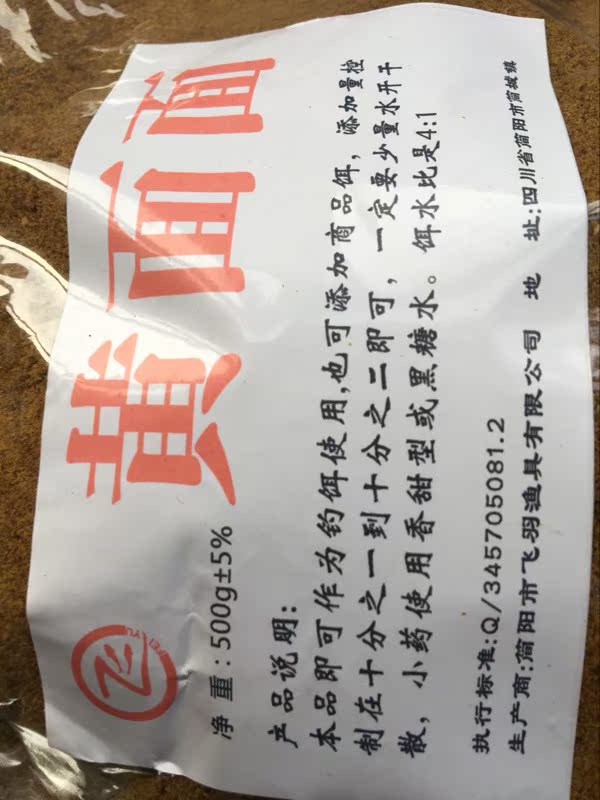 黄面面
飞
FEI YU
净 重:500g±5%
产品说明:
本品即可作为钓饵使用,也可添加商品饵,添加量控
制在十分之一到十分之二即可,一定要少量水开干
散,小药使用香甜型或黑糖水。饵水比是4:1
执行标准:Q/345705081.2
生产商:简阳市飞羽渔具有限公司 地 址:四川省简阳市简城镇